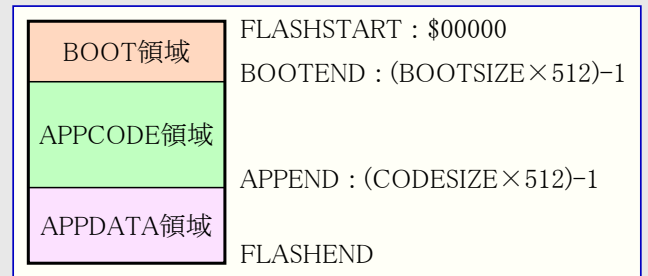 FLASHSTART : $00000
BOOT領域
BOOTEND : (BOOTSIZE×512)-1
APPCODE領域
APPEND : (CODESIZE×512)-1
APPDATA領域
FLASHEND